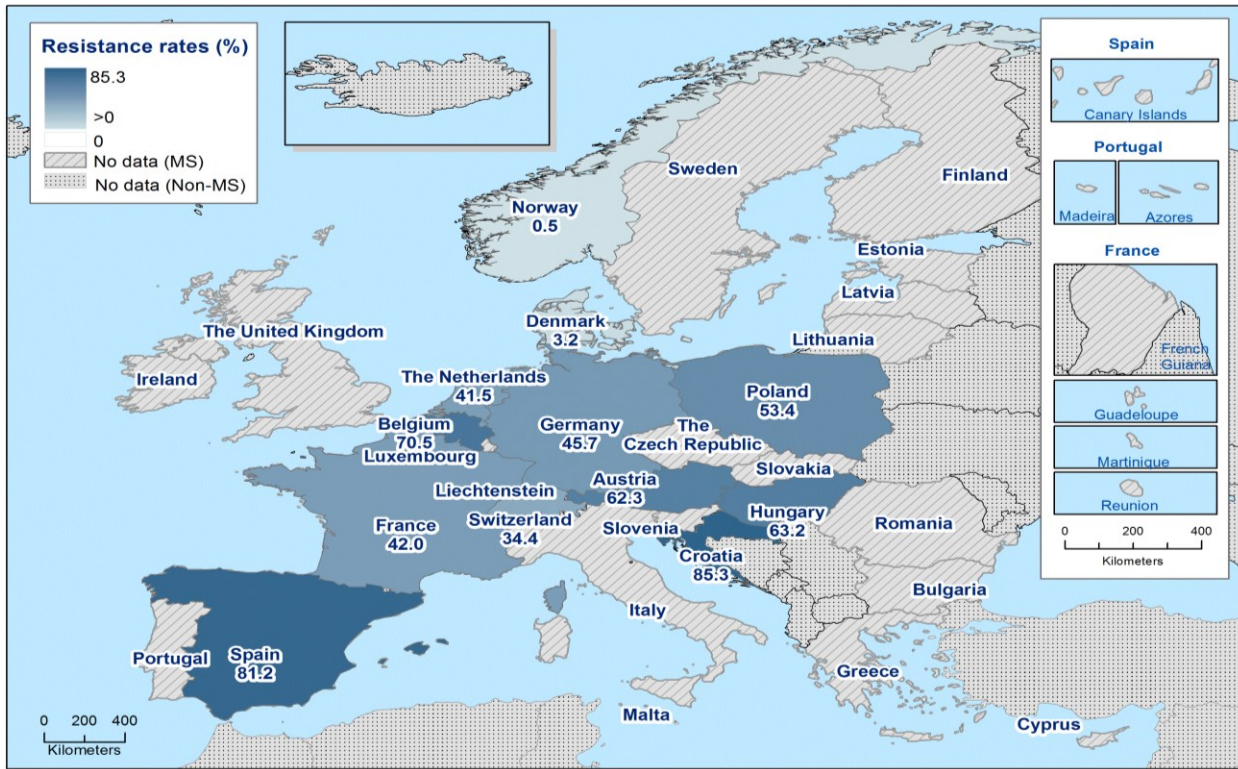 Resistance rates (%)
85.3
>0
0
No data (MS)
No data (Non-MS)
Norway
0.5
Sweden
Finland
Estonia
Latvia
Lithuania
Denmark
3.2
The United Kingdom
Ireland
The Netherlands
41.5
Belgium
70.5
Luxembourg
Germany
45.7
Poland
53.4
The
Czech Republic
Slovakia
Austria
62.3
Liechtenstein
Switzerland
34.4
France
42.0
Slovenia
Hungary
63.2
Croatia
85.3
Romania
Bulgaria
Italy
Portugal
Spain
81.2
Greece
Malta
Cyprus
0 200 400
Kilometers
Spain
Canary Islands
Portugal
Madeira
Azores
France
French
Guiana
Guadeloupe
Martinique
Reunion
0 200 400
Kilometers